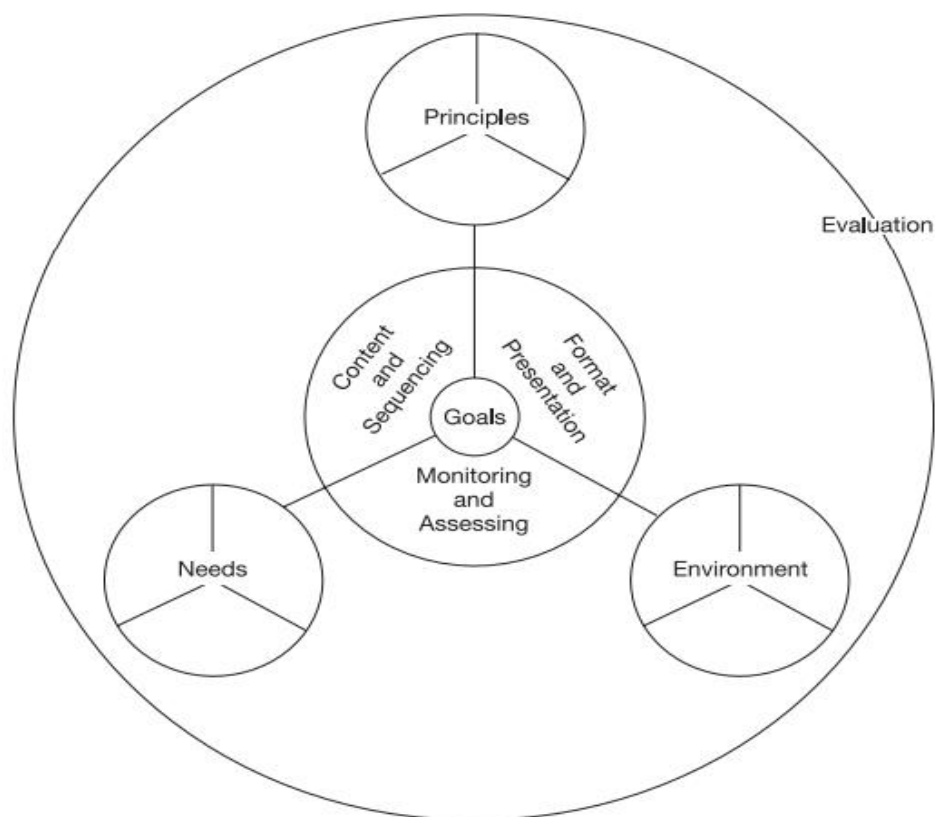 Principles
Evaluation
Content
and
Sequencing
Format
and
Presentation
Goals
Monitoring
and
Assessing
Needs
Environment